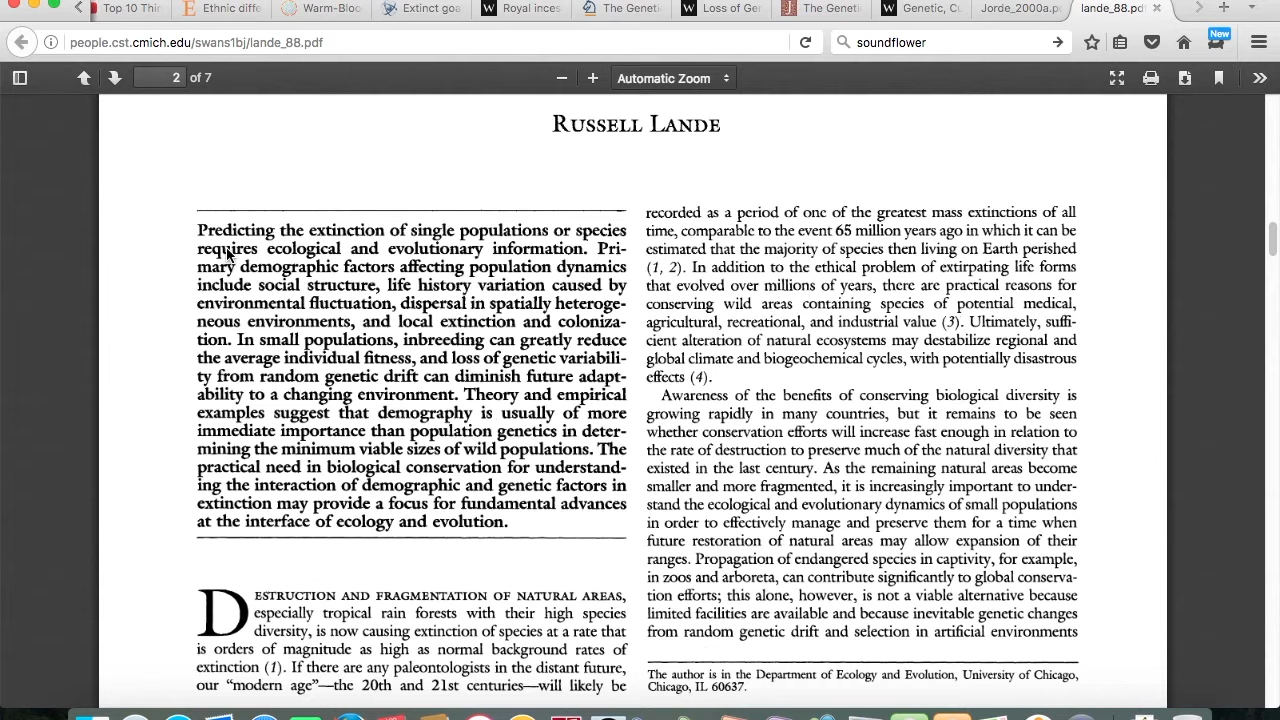 Top 10 Thin
Ethnic diffe
Warm-Bloo
Extinct goa
Royal inces
The Geneti
Loss of Ger
The Geneti
Genetic, Cu
Jorde_2000a.p
lande_88.pdf
people.cst.cmich.edu/swans1bj/lande_88.pdf
soundflower
New
2 of 7
Automatic Zoom
RUSSELL LANDE
Predicting the extinction of single populations or species
requires ecological and evolutionary information. Pri-
mary demographic factors affecting population dynamics
include social structure, life history variation caused by
environmental fluctuation, dispersal in spatially heteroge-
neous environments, and local extinction and coloniza-
tion. In small populations, inbreeding can greatly reduce
the average individual fitness, and loss of genetic variabili-
ty from random genetic drift can diminish future adapt-
ability to a changing environment. Theory and empirical
examples suggest that demography is usually of more
immediate importance than population genetics in deter-
mining the minimum viable sizes of wild populations. The
practical need in biological conservation for understand-
ing the interaction of demographic and genetic factors in
extinction may provide a focus for fundamental advances
at the interface of ecology and evolution.
DESTRUCTION AND FRAGMENTATION OF NATURAL AREAS,
especially tropical rain forests with their high species
diversity, is now causing extinction of species at a rate that
is orders of magnitude as high as normal background rates of
extinction (1). If there are any paleontologists in the distant future,
our “modern age”—the 20th and 21st centuries—will likely be
recorded as a period of one of the greatest mass extinctions of all
time, comparable to the event 65 million years ago in which it can be
estimated that the majority of species then living on Earth perished
(1, 2). In addition to the ethical problem of extirpating life forms
that evolved over millions of years, there are practical reasons for
conserving wild areas containing species of potential medical,
agricultural, recreational, and industrial value (3). Ultimately, suffi-
cient alteration of natural ecosystems may destabilize regional and
global climate and biogeochemical cycles, with potentially disastrous
effects (4).
Awareness of the benefits of conserving biological diversity is
growing rapidly in many countries, but it remains to be seen
whether conservation efforts will increase fast enough in relation to
the rate of destruction to preserve much of the natural diversity that
existed in the last century. As the remaining natural areas become
smaller and more fragmented, it is increasingly important to under-
stand the ecological and evolutionary dynamics of small populations
in order to effectively manage and preserve them for a time when
future restoration of natural areas may allow expansion of their
ranges. Propagation of endangered species in captivity, for example,
in zoos and arboreta, can contribute significantly to global conserva-
tion efforts; this alone, however, is not a viable alternative because
limited facilities are available and because inevitable genetic changes
from random genetic drift and selection in artificial environments
The author is in the Department of Ecology and Evolution, University of Chicago,
Chicago, IL 60637.